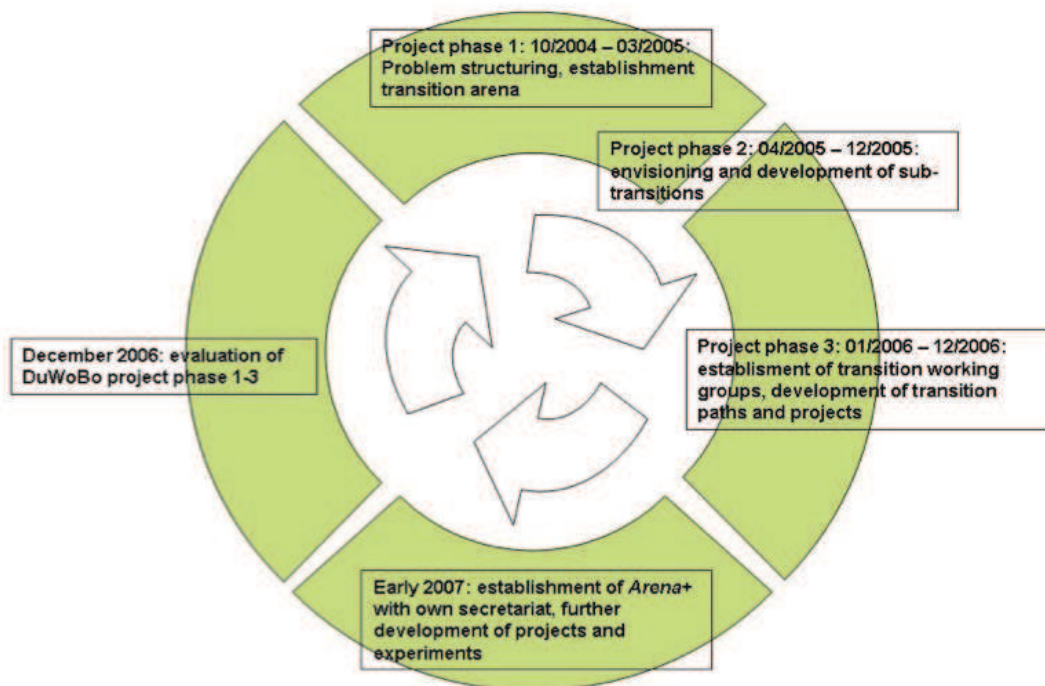 Project phase 1: 10/2004 – 03/2005:
Problem structuring, establishment
transition arena
Project phase 2: 04/2005 – 12/2005:
envisioning and development of sub-
transitions
Project phase 3: 01/2006 – 12/2006:
establisment of transition working
groups, development of transition
paths and projects
Early 2007: establishment of Arena+
with own secretariat, further
development of projects and
experiments
December 2006: evaluation of
DuWoBo project phase 1-3